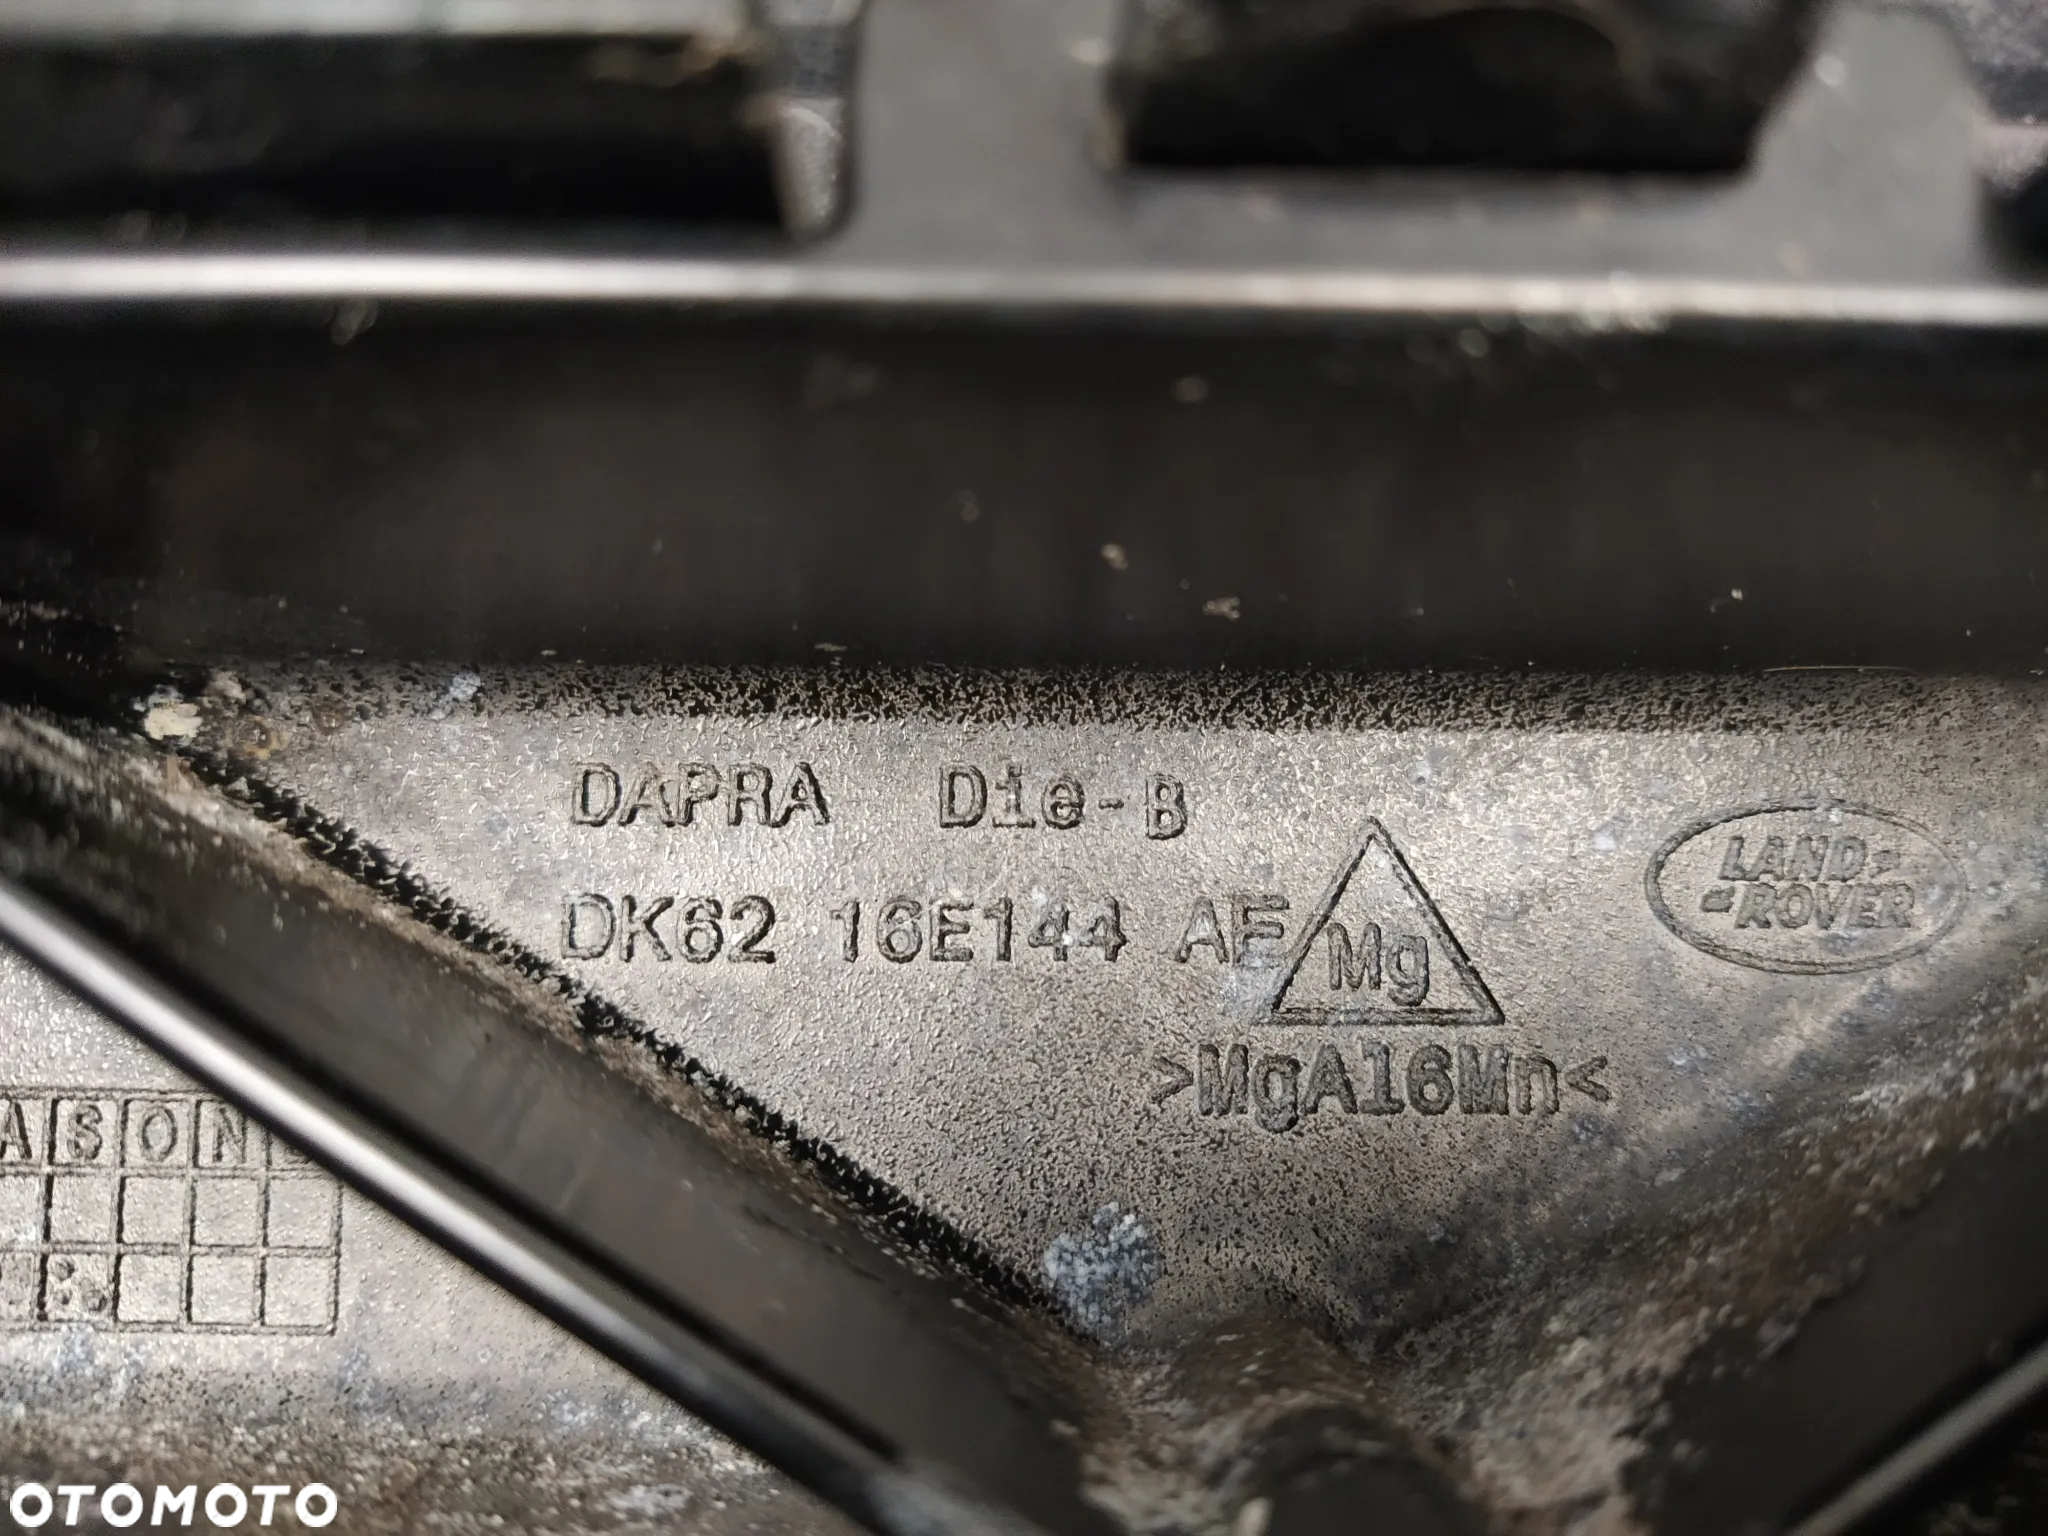 DAPRA Die-B
DK62 16E144 AF
Mg
>MgAl6Mn<
LAND-
-ROVER
A S O N
OTOMOTO